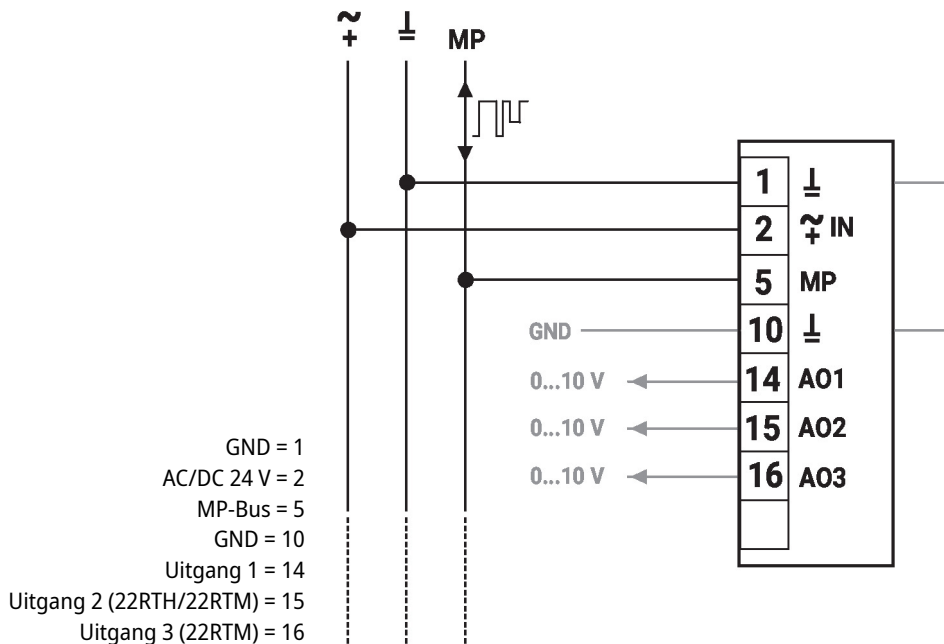 ~
+
⊥
MP
1 ⊥
2 ~
+ IN
5 MP
GND 10 ⊥
0...10 V 14 AO1
0...10 V 15 AO2
0...10 V 16 AO3
GND = 1
AC/DC 24 V = 2
MP-Bus = 5
GND = 10
Uitgang 1 = 14
Uitgang 2 (22RTH/22RTM) = 15
Uitgang 3 (22RTM) = 16